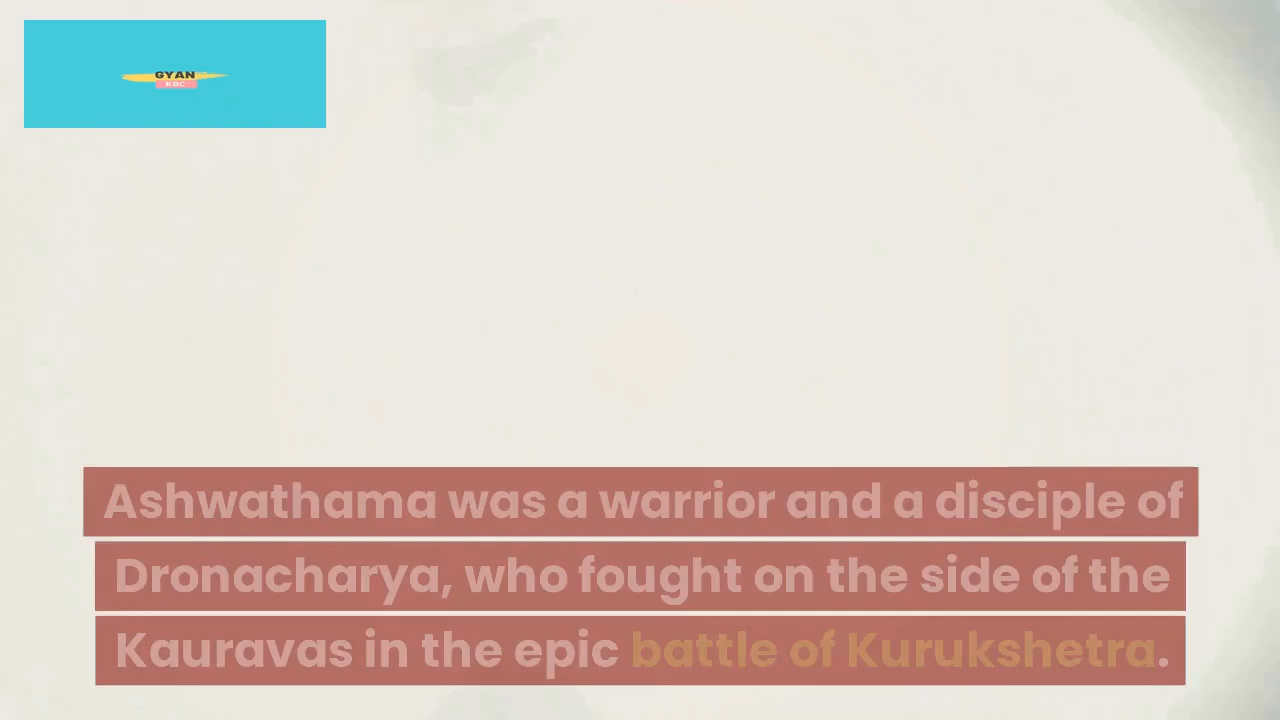 GYAN
KBC
Ashwathama was a warrior and a disciple of
Dronacharya, who fought on the side of the
Kauravas in the epic battle of Kurukshetra.